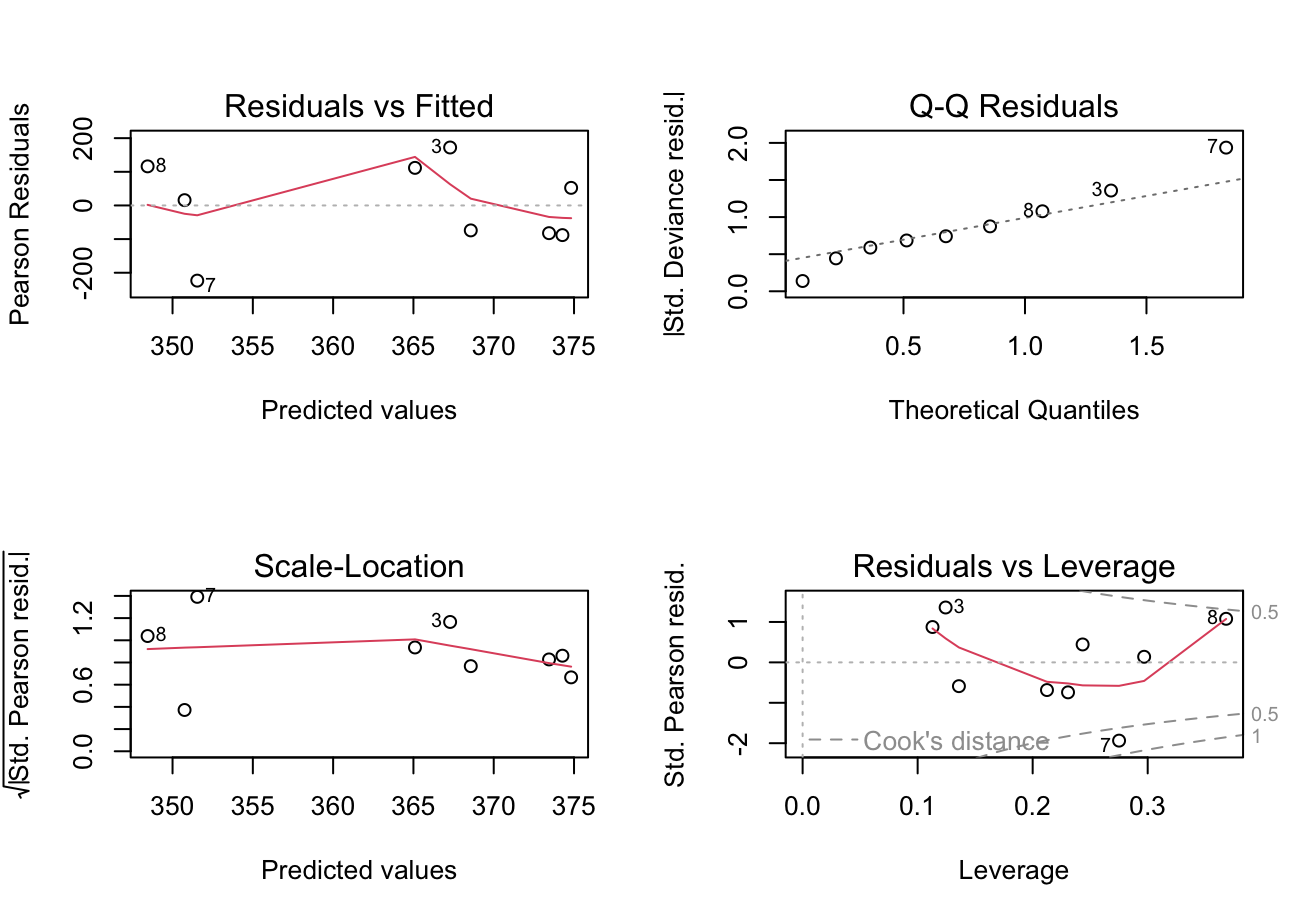 Residuals vs Fitted
Pearson Residuals
200
0
-200
8
7
3
350 355 360 365 370 375
Predicted values
Q-Q Residuals
|Std. Deviance resid.|
2.0
1.0
0.0
8
3
7
0.5 1.0 1.5
Theoretical Quantiles
Scale-Location
√|Std. Pearson resid.|
1.2
0.6
0.0
8
7
3
350 355 360 365 370 375
Predicted values
Residuals vs Leverage
Std. Pearson resid.
1
0
-2
3
8
7
0.5
0.5
1
Cook's distance
0.0 0.1 0.2 0.3
Leverage